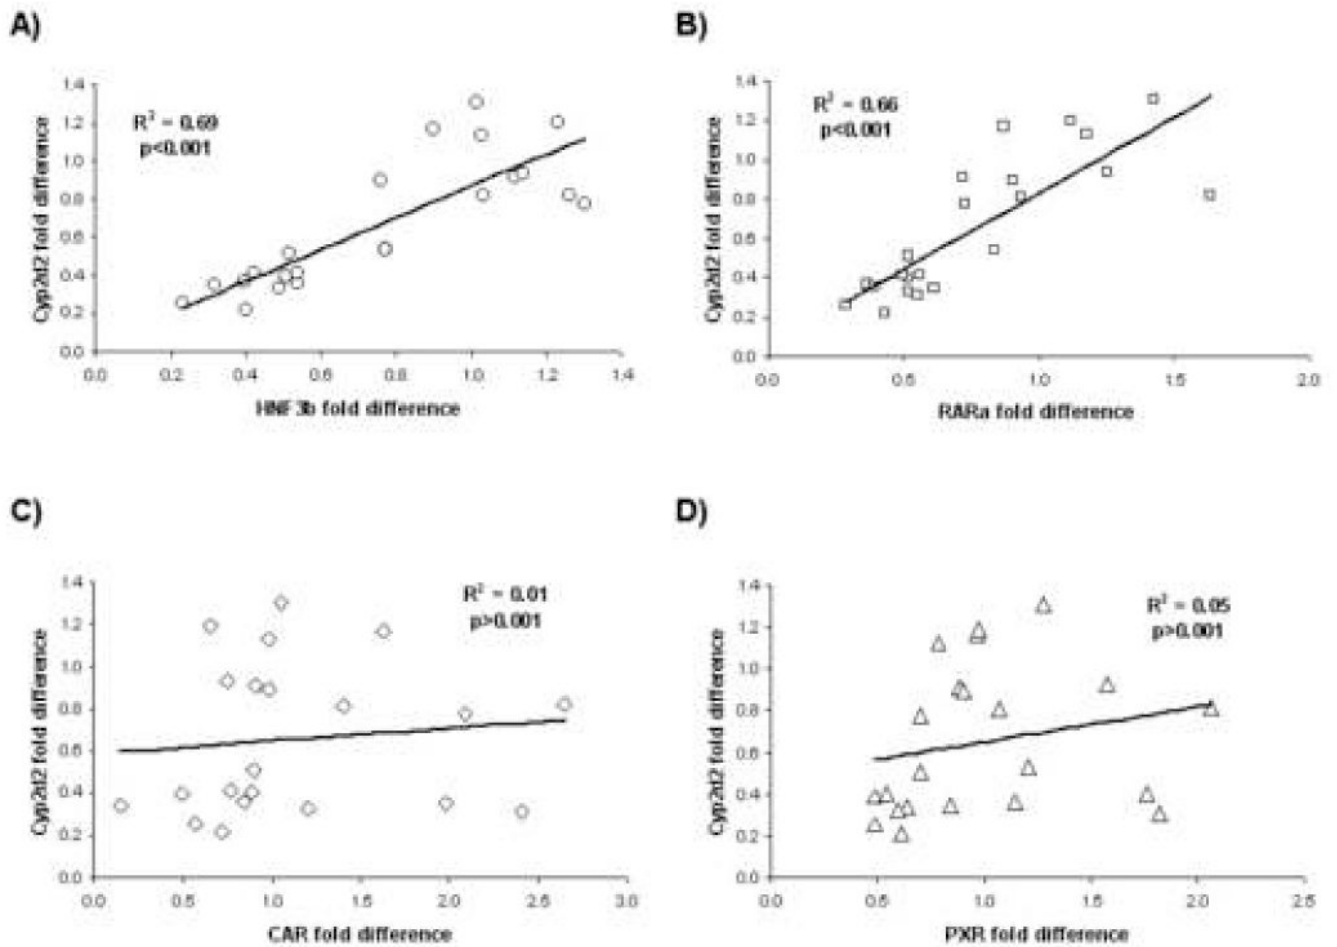 A)
R² = 0.69
p<0.001
Cyp2d2 fold difference
1.4
1.2
1.0
0.8
0.6
0.4
0.2
0.0
0.0 0.2 0.4 0.6 0.8 1.0 1.2 1.4
HNF3b fold difference
B)
R² = 0.66
p<0.001
Cyp2d2 fold difference
1.4
1.2
1.0
0.8
0.6
0.4
0.2
0.0
0.0 0.5 1.0 1.5 2.0
RARa fold difference
C)
R² = 0.01
p>0.001
Cyp2d2 fold difference
1.4
1.2
1.0
0.8
0.6
0.4
0.2
0.0
0.0 0.5 1.0 1.5 2.0 2.5 3.0
CAR fold difference
D)
R² = 0.05
p>0.001
Cyp2d2 fold difference
1.4
1.2
1.0
0.8
0.6
0.4
0.2
0.0
0.0 0.5 1.0 1.5 2.0 2.5
PXR fold difference